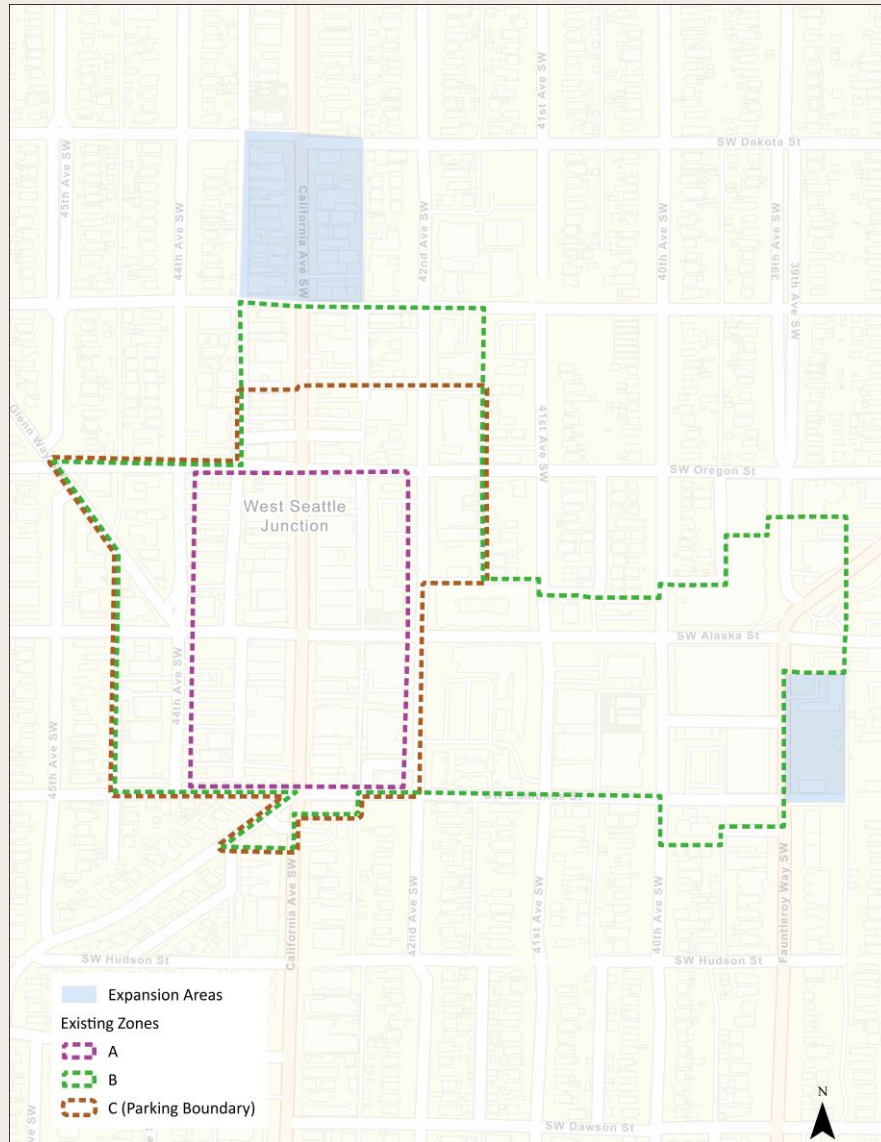 41st Ave SW
SW Dakota St
45th Ave SW
44th Ave SW
California Ave SW
42nd Ave SW
40th Ave SW
39th Ave SW
39th Ave SW
Glenn Way
41st Ave SW
SW Oregon St
West Seattle
Junction
SW Alaska St
44th Ave SW
45th Ave SW
California Ave SW
42nd Ave SW
41st Ave SW
40th Ave SW
Fauntleroy Way SW
SW Hudson St
SW Hudson St
Expansion Areas
Existing Zones
A
B
C (Parking Boundary)
N
SW Dawson St